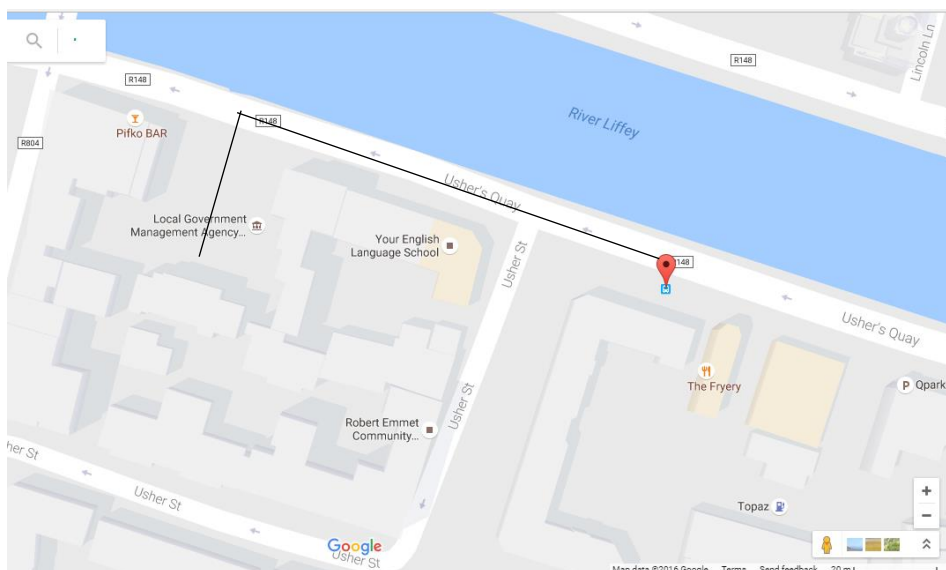 R148
Lincoln Ln
R148
Pifko BAR
R148
River Liffey
R804
Usher's Quay
Local Government
Management Agency...
Your English
Language School
Usher St
R148
Usher's Quay
The Fryery
P Qpark
Usher St
Robert Emmet
Community...
Usher St
Usher St
Topaz
Google
Usher St
Map data ©2016 Google Terms Send feedback 20 m